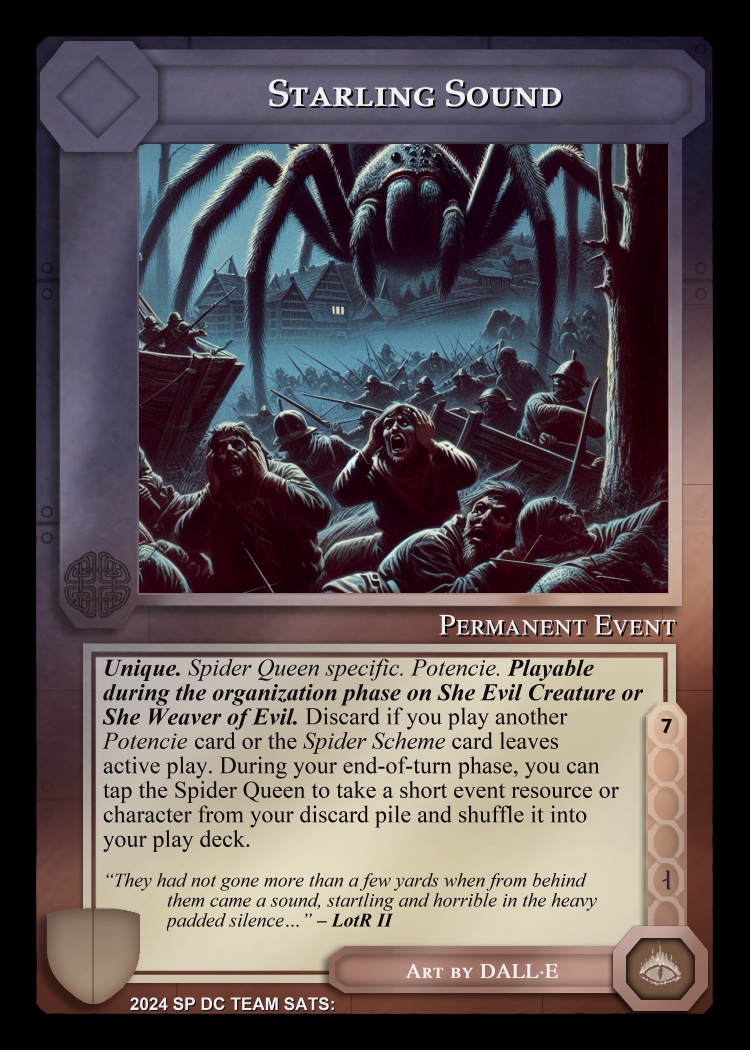 Starling Sound
Permanent Event
Unique. Spider Queen specific. Potencie. Playable
during the organization phase on She Evil Creature or
She Weaver of Evil. Discard if you play another
Potencie card or the Spider Scheme card leaves
active play. During your end-of-turn phase, you can
tap the Spider Queen to take a short event resource or
character from your discard pile and shuffle it into
your play deck.
7
“They had not gone more than a few yards when from behind
them came a sound, startling and horrible in the heavy
padded silence…” – LotR II
Art by DALL·E
2024 SP DC TEAM SATS: